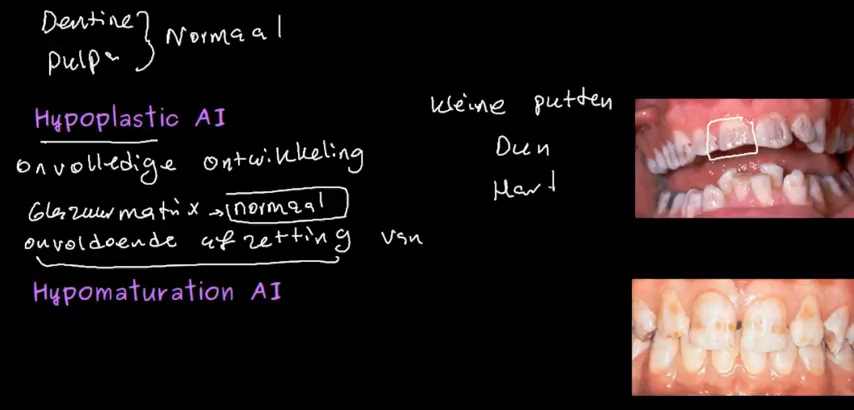 Dentine
pulpa
Normaal
Hypoplastic AI
onvolledige ontwikkeling
Glazuurmatrix → normaal
onvoldoende afzetting van
Hypomaturation AI
kleine putten
Dun
Hard